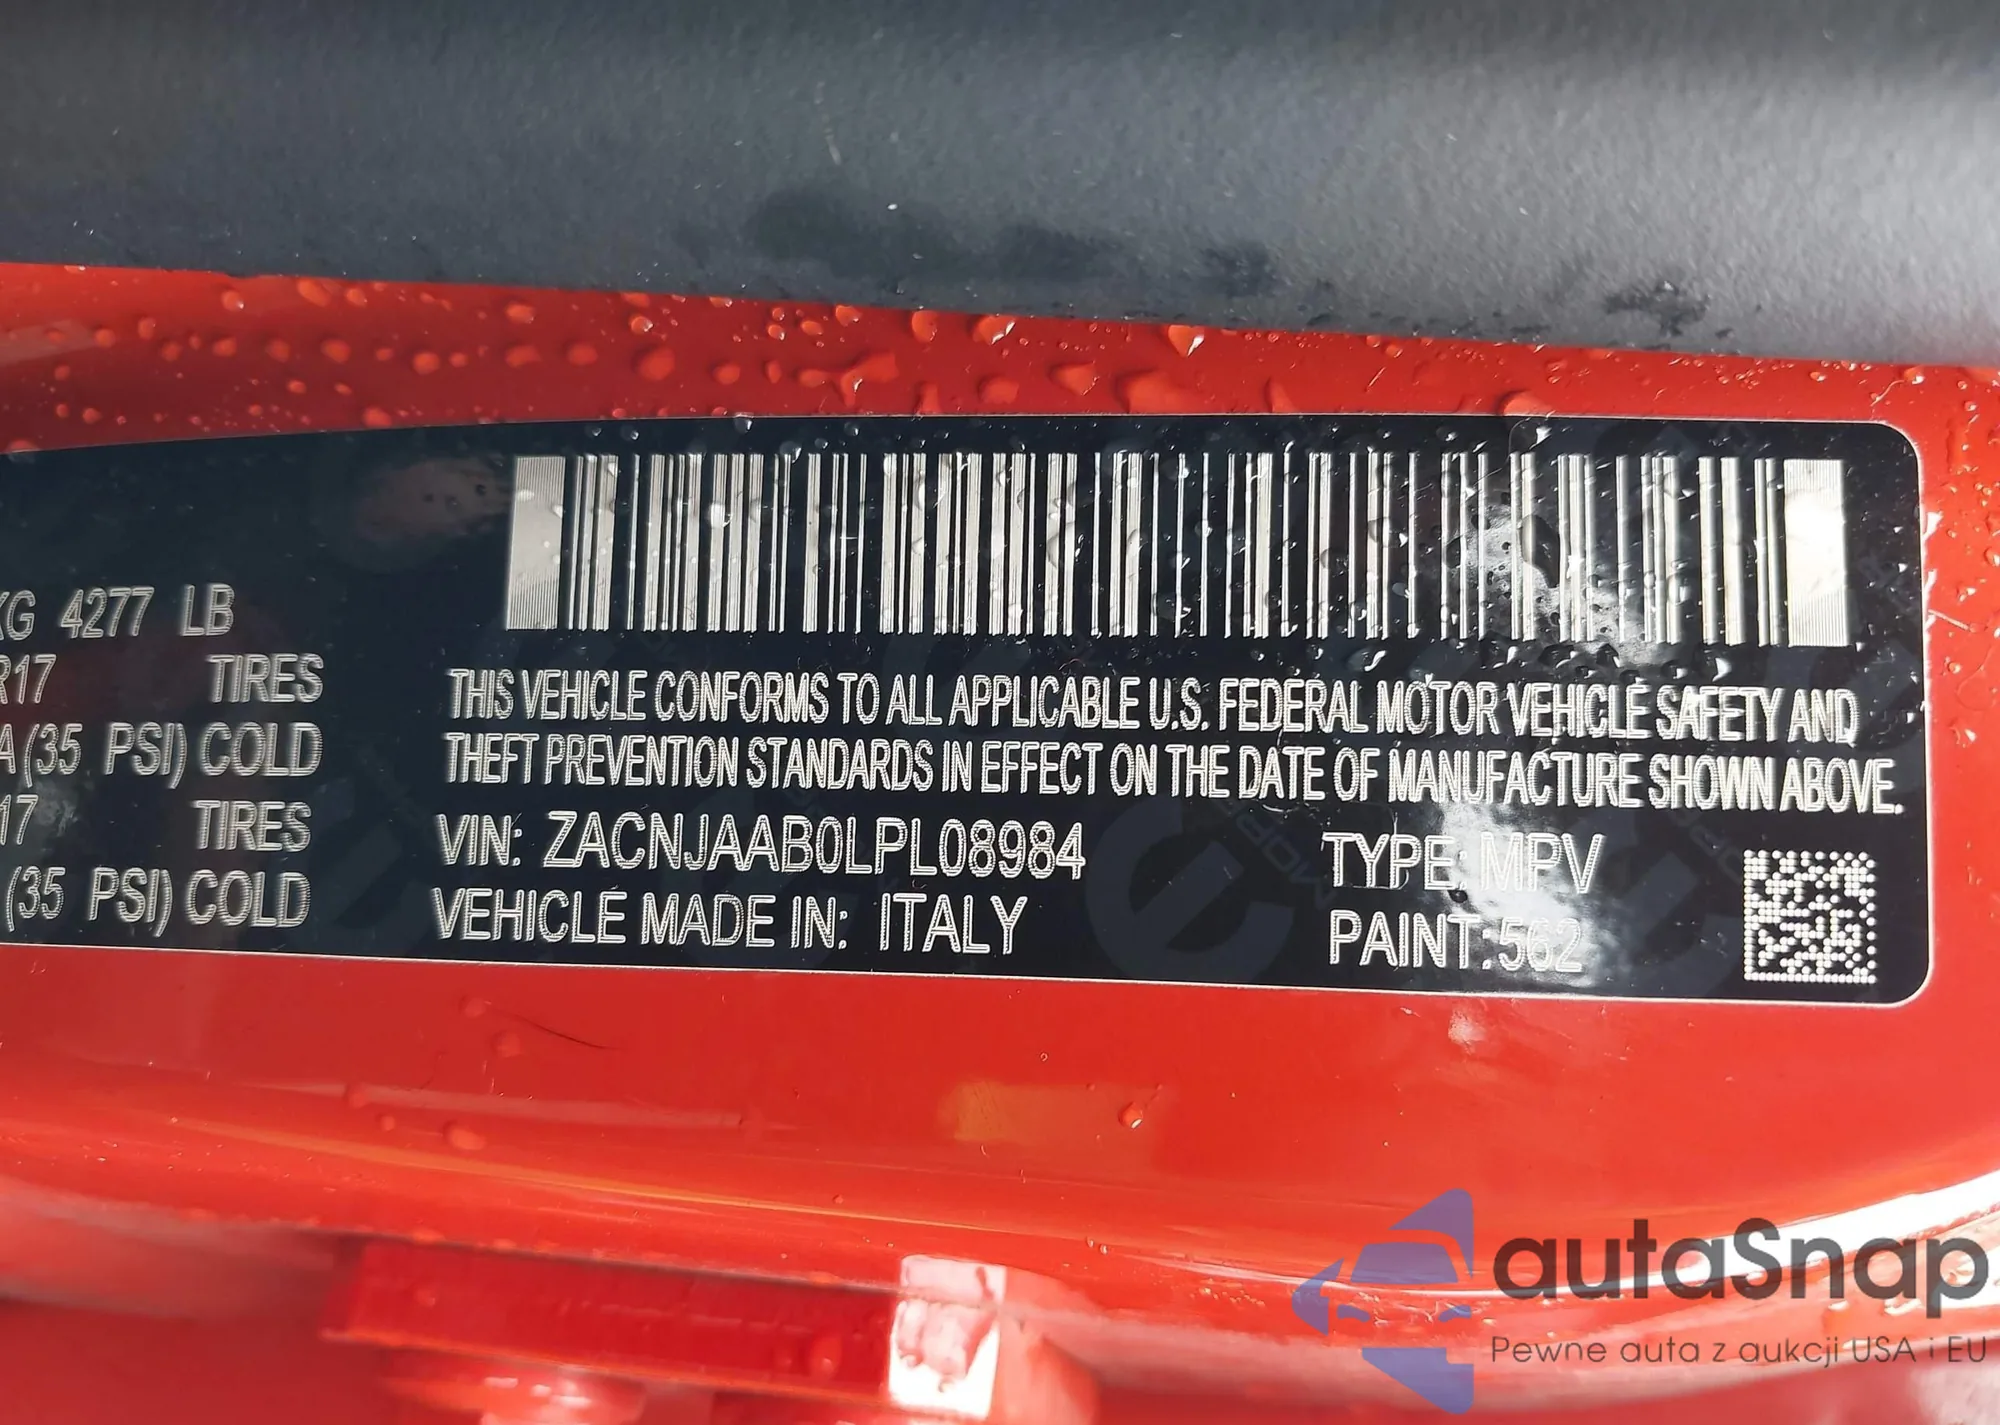 KG 4277 LB
R17 TIRES
A(35 PSI) COLD
17 TIRES
(35 PSI) COLD
THIS VEHICLE CONFORMS TO ALL APPLICABLE U.S. FEDERAL MOTOR VEHICLE SAFETY AND
THEFT PREVENTION STANDARDS IN EFFECT ON THE DATE OF MANUFACTURE SHOWN ABOVE.
VIN: ZACNJAAB0LPL08984
TYPE: MPV
VEHICLE MADE IN: ITALY
PAINT: 562
autaSnap
Pewne auta z aukcji USA i EU